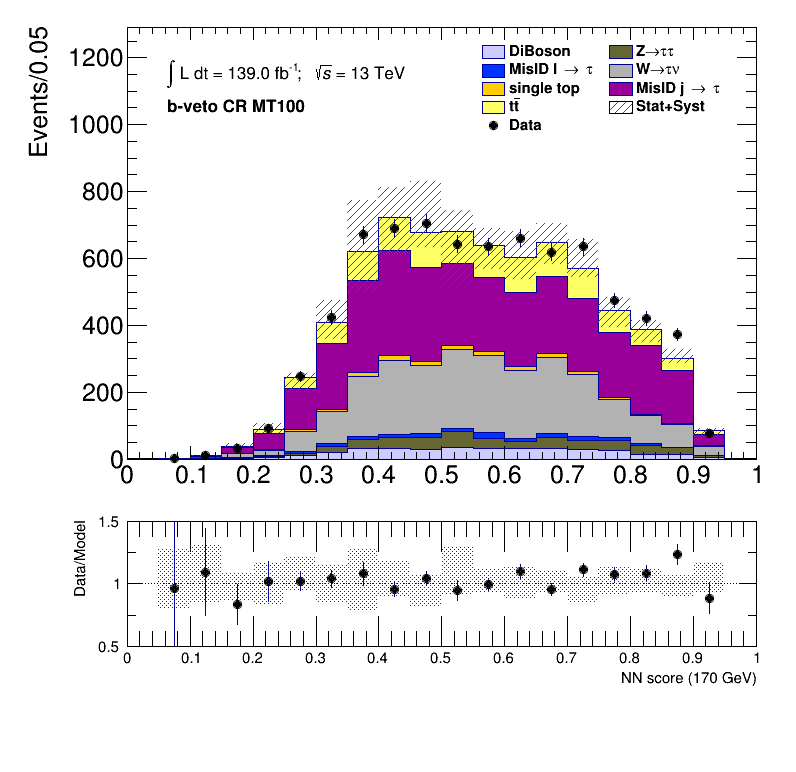 Events/0.05
1200
1000
800
600
400
200
0
∫ L dt = 139.0 fb⁻¹; √s = 13 TeV
b-veto CR MT100
DiBoson
Z→ττ
MisID l → τ
W→τν
single top
MisID j → τ
tt̄
Stat+Syst
Data
0 0.1 0.2 0.3 0.4 0.5 0.6 0.7 0.8 0.9 1
Data/Model
1.5
1
0.5
0 0.1 0.2 0.3 0.4 0.5 0.6 0.7 0.8 0.9 1
NN score (170 GeV)